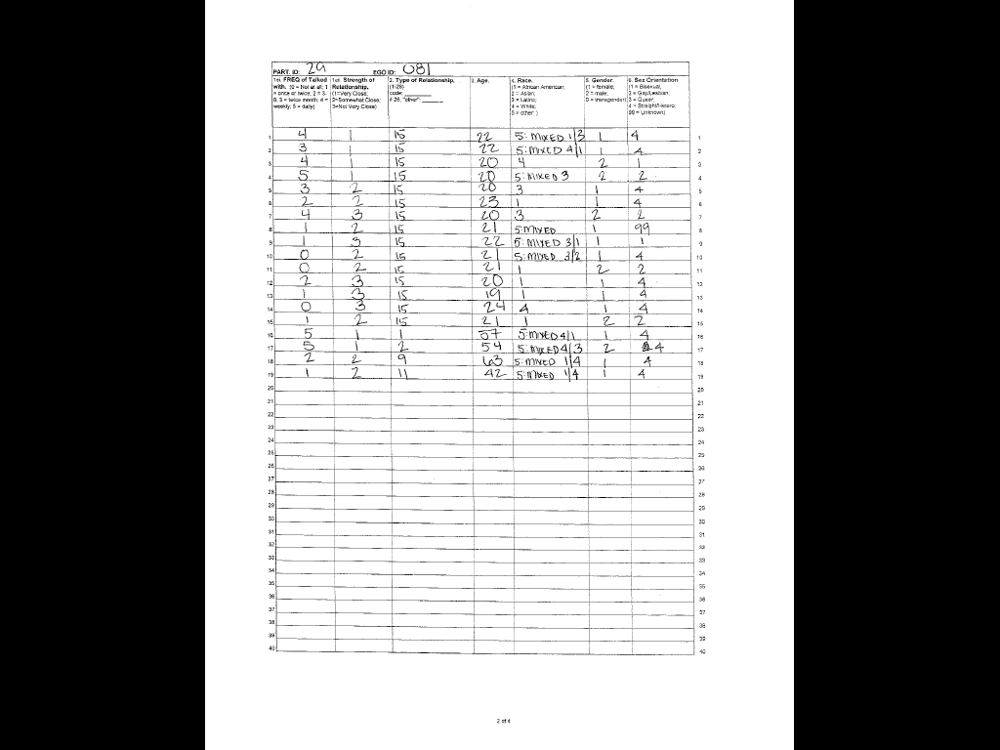 PART. ID: 29 EGO ID: 081
1ei. FREQ of Talked with. (0 = Not at all; 1 = once or twice; 2 = 3-6; 3 = twice month; 4 = weekly; 5 = daily)
1eii. Strength of Relationship. (1=Very Close; 2=Somewhat Close; 3=Not Very Close)
2. Type of Relationship. (1-28) code: ________ if 28, "other": ______
3. Age.
4. Race. (1 = African American; 2 = Asian; 3 = Latino; 4 = White; 5 = other: )
5. Gender. (1 = female; 2 = male; 3 = transgender)
6. Sex Orientation (1 = Bisexual, 2 = Gay/Lesbian, 3 = Queer, 4 = Straight/Hetero; 99 = Unknown)
1 4 1 15 22 5: MIXED 1/3 1 4 1
2 3 1 15 22 5: MIXED 4/1 1 4 2
3 4 1 15 20 4 2 1 3
4 5 1 15 20 5: MIXED 3 2 2 4
5 3 2 15 20 3 1 4 5
6 2 2 15 23 1 1 4 6
7 4 3 15 20 3 2 2 7
8 1 2 15 21 5: MIXED 1 99 8
9 1 3 15 22 5: MIXED 3/1 1 1 9
10 0 2 15 21 5: MIXED 3/2 1 4 10
11 0 2 15 21 1 2 2 11
12 2 3 15 20 1 1 4 12
13 1 3 15 19 1 1 4 13
14 0 3 15 24 4 1 4 14
15 1 2 15 21 1 2 2 15
16 5 1 1 57 5: MIXED 4/1 1 4 16
17 5 1 2 54 5: MIXED 4/3 2 4 17
18 2 2 9 63 5: MIXED 1/4 1 4 18
19 1 2 11 42 5: MIXED 1/4 1 4 19
20 20
21 21
22 22
23 23
24 24
25 25
26 26
27 27
28 28
29 29
30 30
31 31
32 32
33 33
34 34
35 35
36 36
37 37
38 38
39 39
40 40
2 of 4